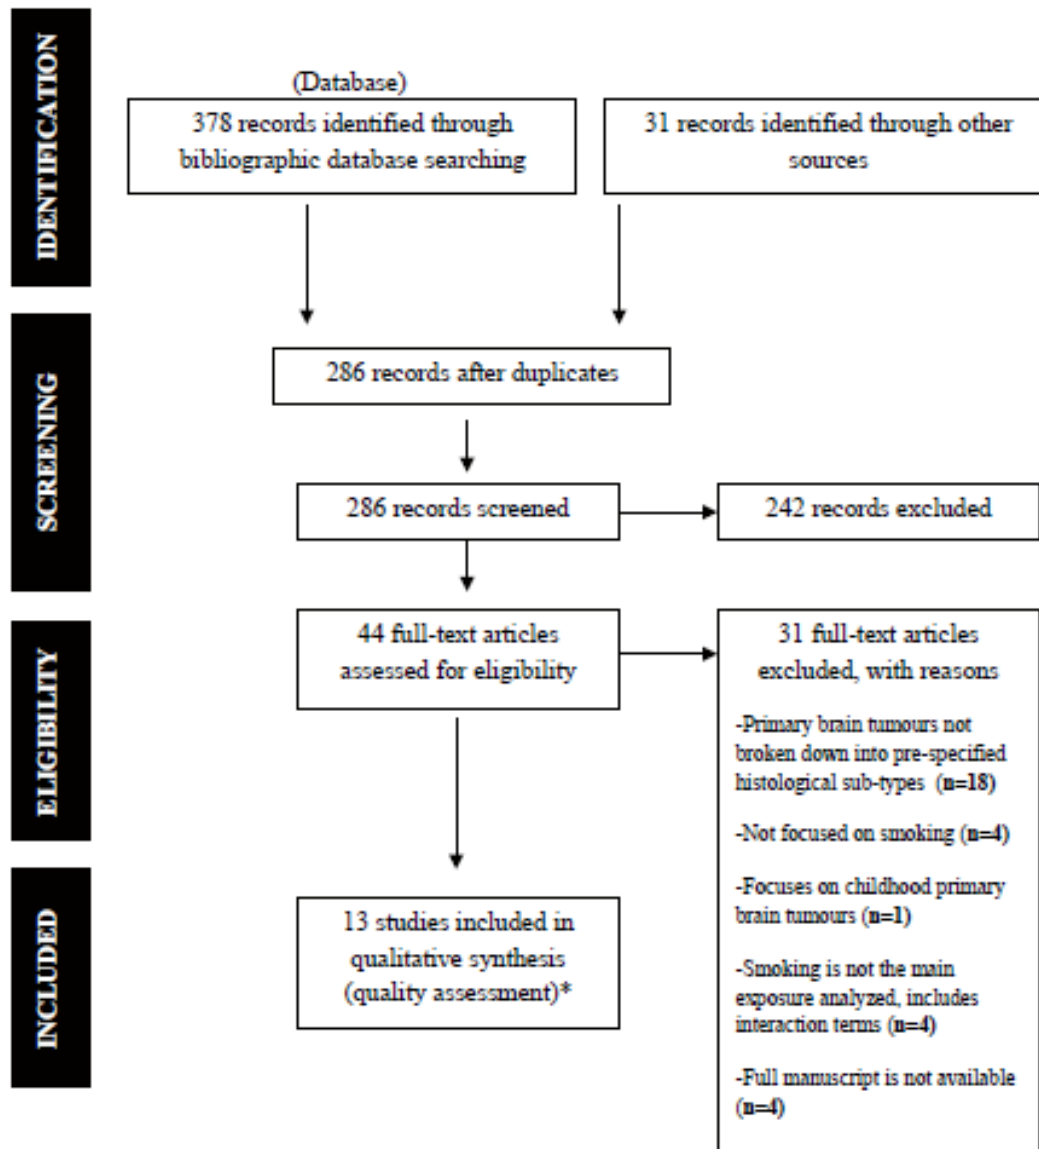 IDENTIFICATION
(Database)
378 records identified through
bibliographic database searching
31 records identified through other
sources
SCREENING
286 records after duplicates
286 records screened
242 records excluded
ELIGIBILITY
44 full-text articles
assessed for eligibility
31 full-text articles
excluded, with reasons
-Primary brain tumours not
broken down into pre-specified
histological sub-types (n=18)
-Not focused on smoking (n=4)
-Focuses on childhood primary
brain tumours (n=1)
-Smoking is not the main
exposure analyzed, includes
interaction terms (n=4)
-Full manuscript is not available
(n=4)
INCLUDED
13 studies included in
qualitative synthesis
(quality assessment)*